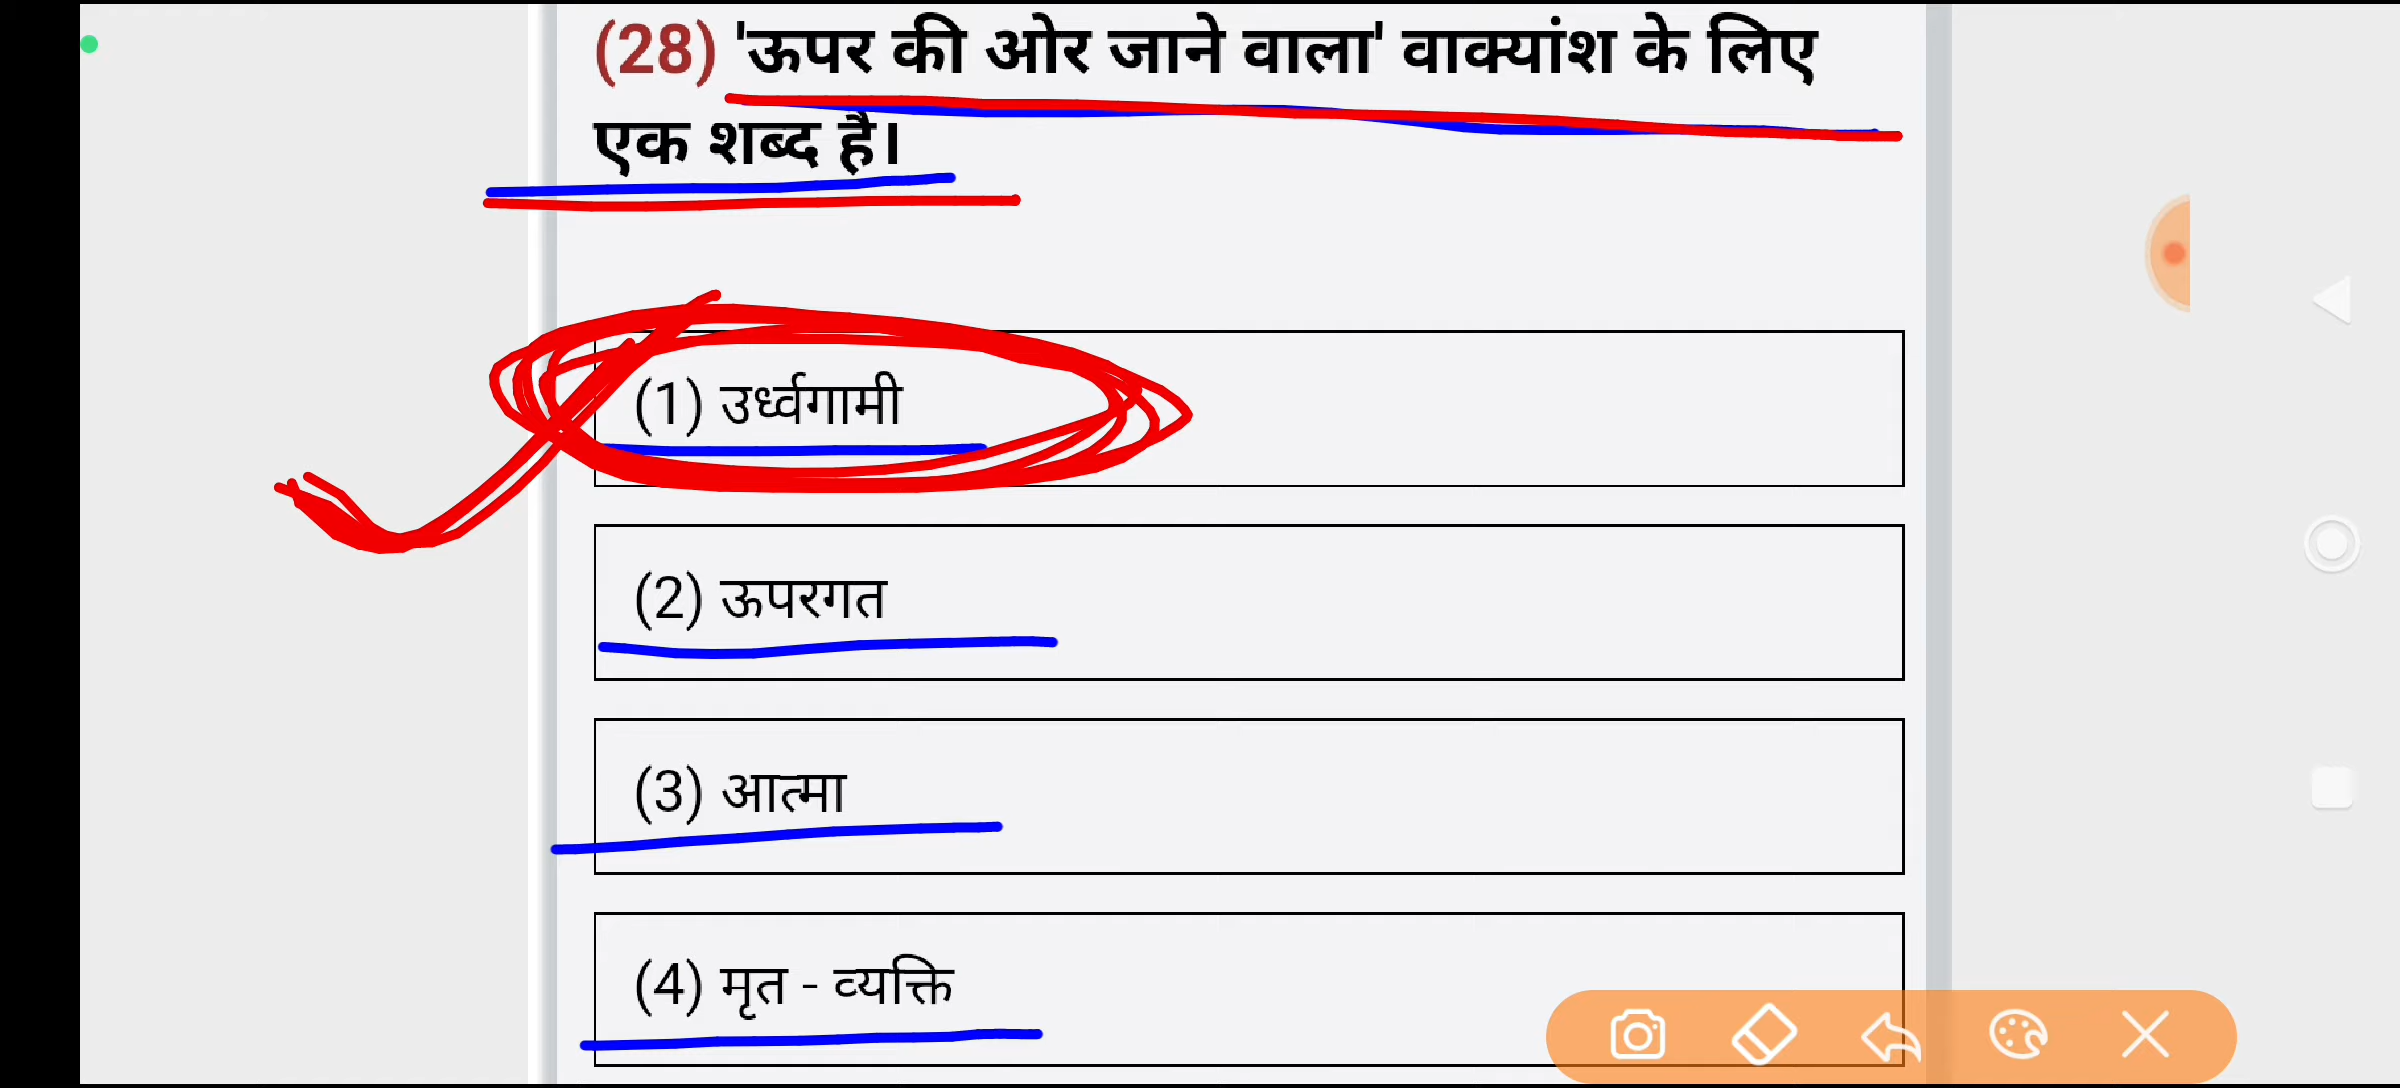 (28) 'ऊपर की ओर जाने वाला' वाक्यांश के लिए
एक शब्द है।
(1) उर्ध्वगामी
(2) ऊपरगत
(3) आत्मा
(4) मृत - व्यक्ति